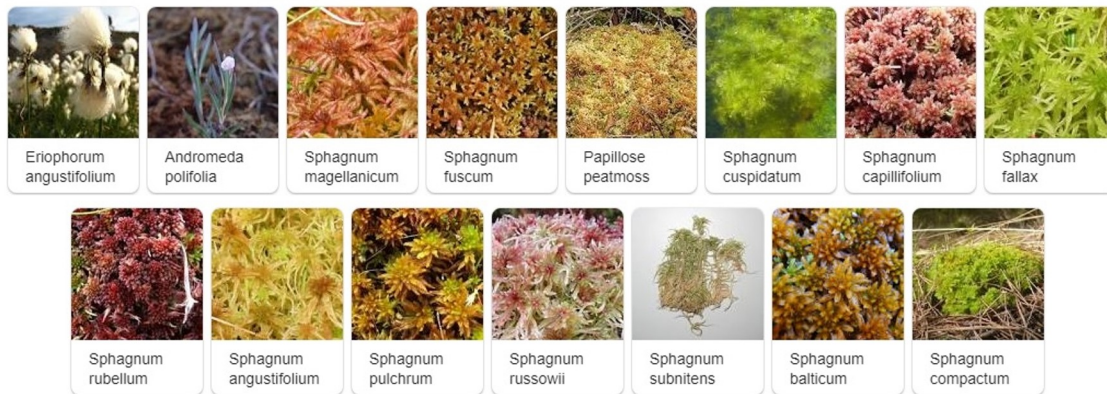 Eriophorum
angustifolium
Andromeda
polifolia
Sphagnum
magellanicum
Sphagnum
fuscum
Papillose
peatmoss
Sphagnum
cuspidatum
Sphagnum
capillifolium
Sphagnum
fallax
Sphagnum
rubellum
Sphagnum
angustifolium
Sphagnum
pulchrum
Sphagnum
russowii
Sphagnum
subnitens
Sphagnum
balticum
Sphagnum
compactum